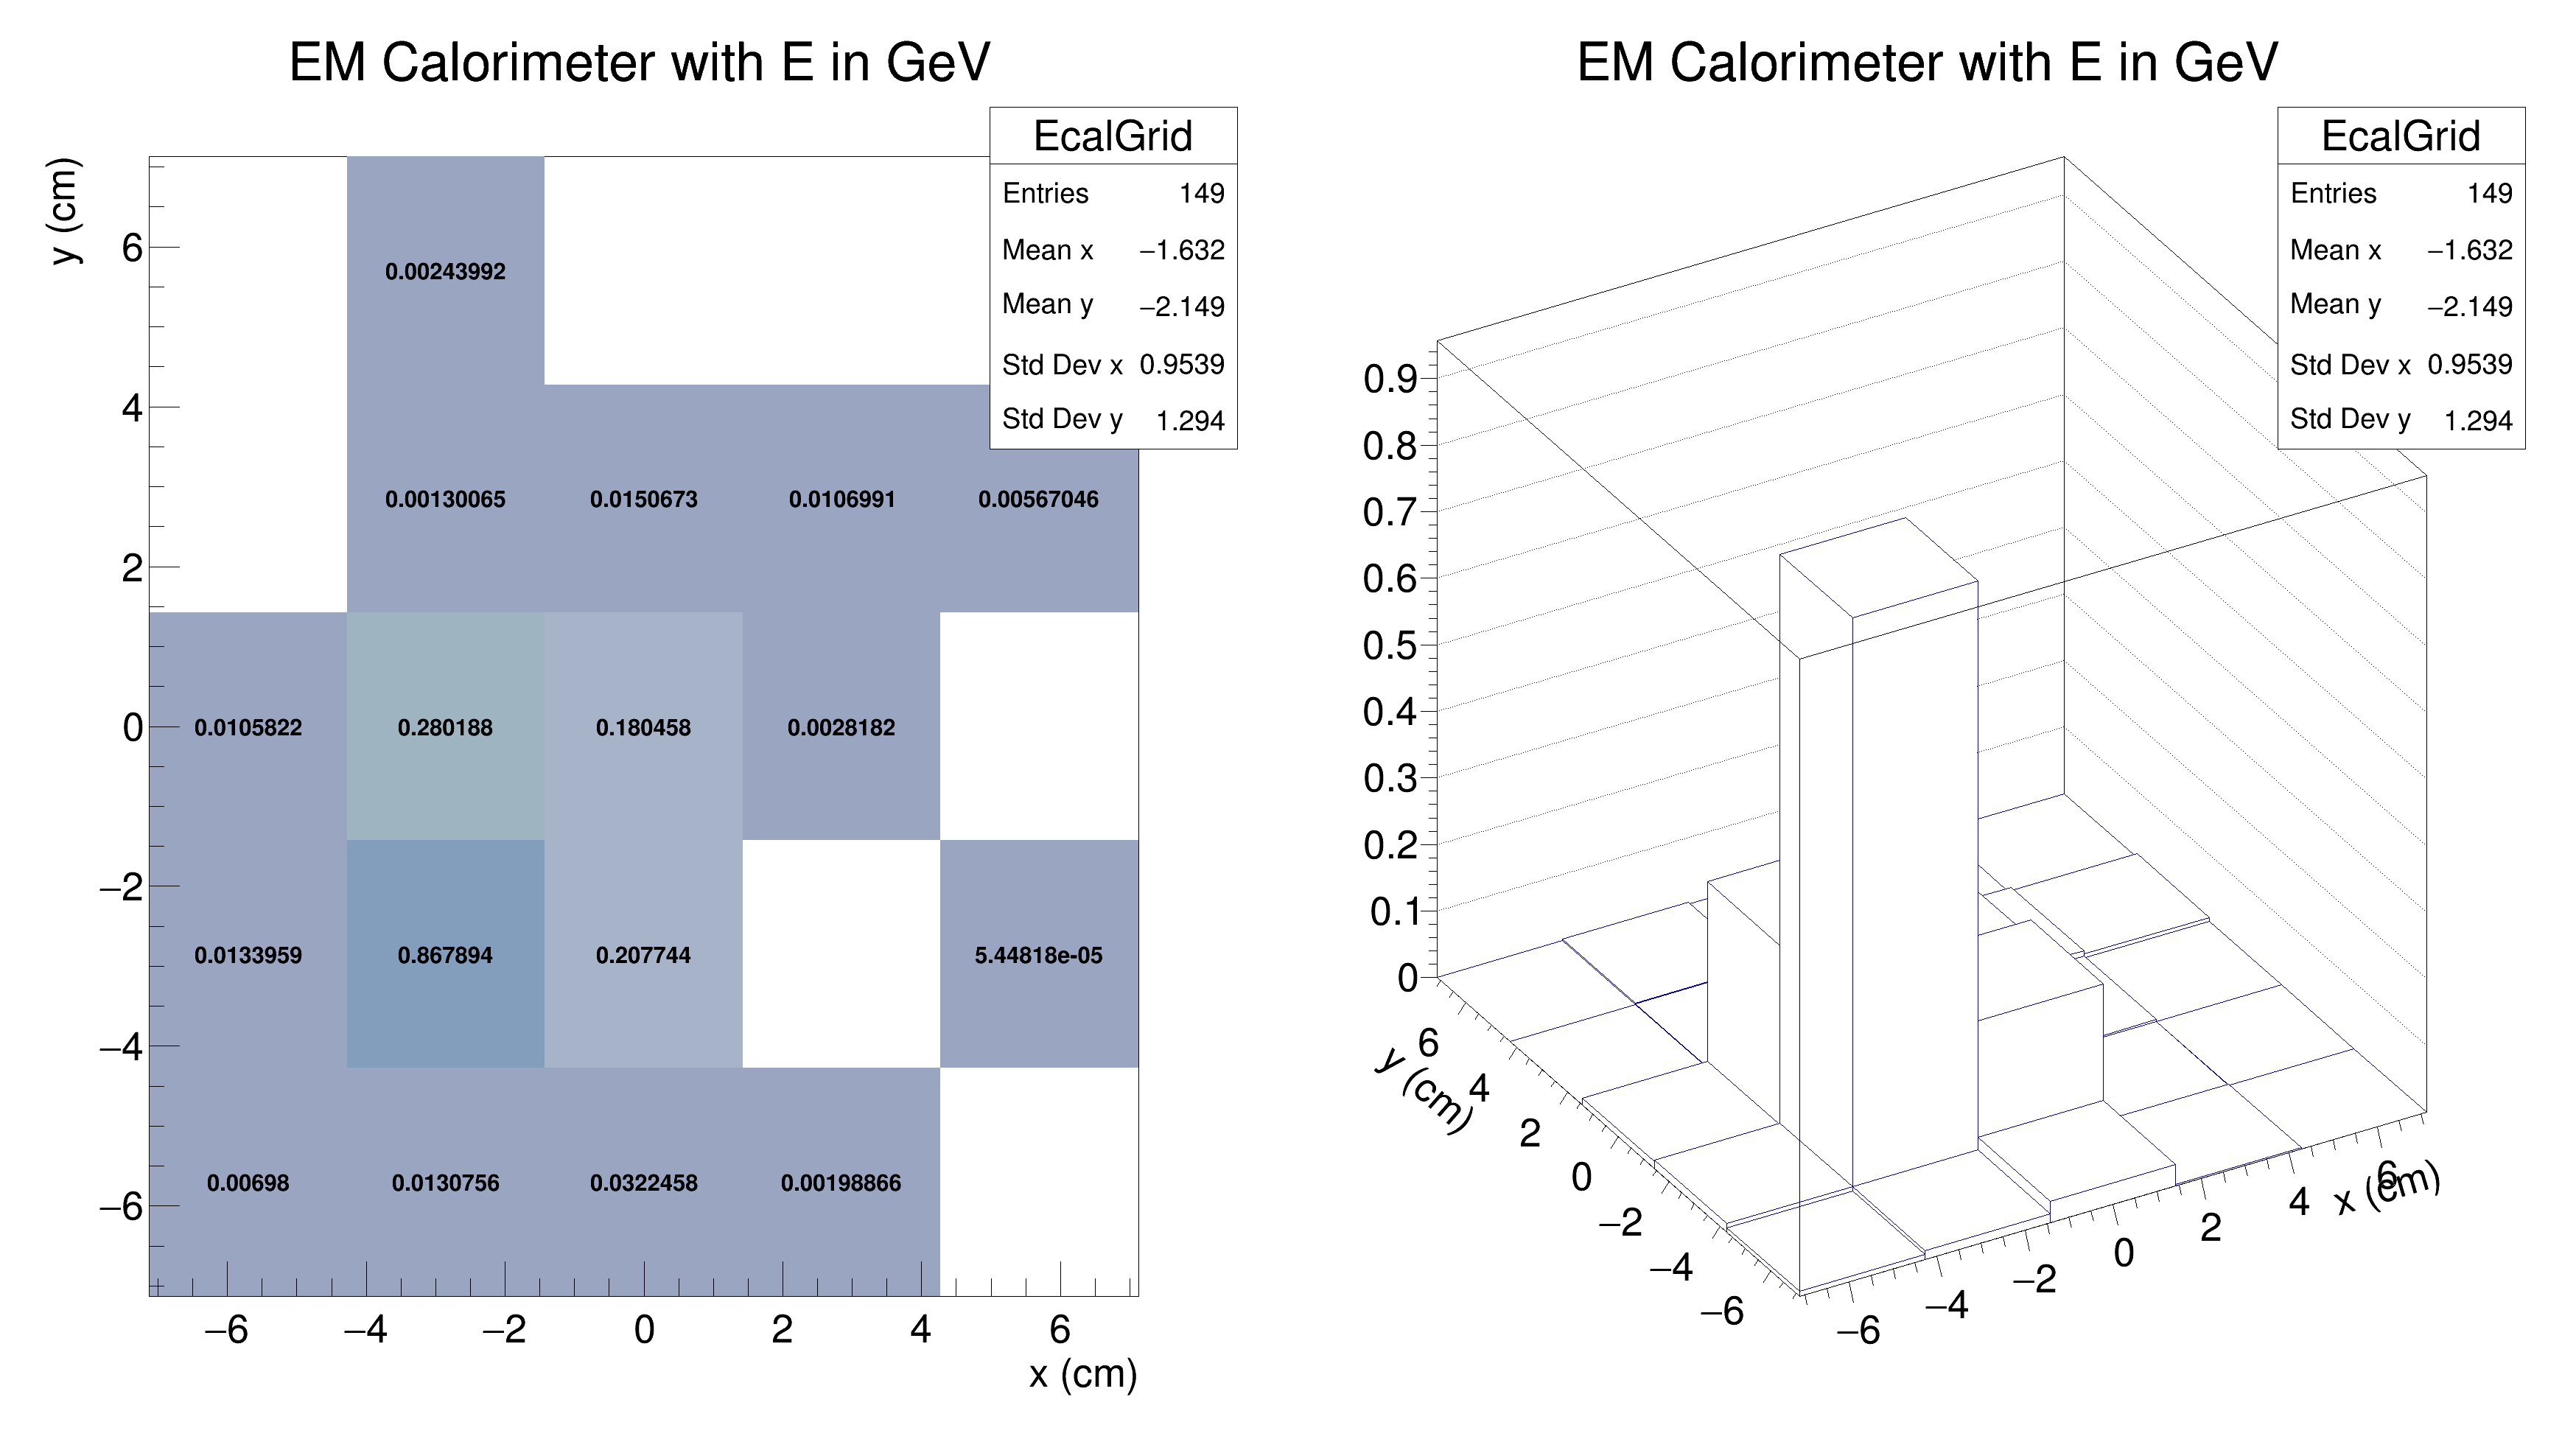 EM Calorimeter with E in GeV
EcalGrid
Entries 149
Mean x −1.632
Mean y −2.149
Std Dev x 0.9539
Std Dev y 1.294
y (cm)
6
4
2
0
−2
−4
−6
0.00243992
0.00130065 0.0150673 0.0106991 0.00567046
0.0105822 0.280188 0.180458 0.0028182
0.0133959 0.867894 0.207744 5.44818e-05
0.00698 0.0130756 0.0322458 0.00198866
−6 −4 −2 0 2 4 6
x (cm)
EM Calorimeter with E in GeV
EcalGrid
Entries 149
Mean x −1.632
Mean y −2.149
Std Dev x 0.9539
Std Dev y 1.294
0.9
0.8
0.7
0.6
0.5
0.4
0.3
0.2
0.1
0
6
4
2
0
−2
−4
−6
y (cm)
−6
−4
−2
0
2
4
6
x (cm)